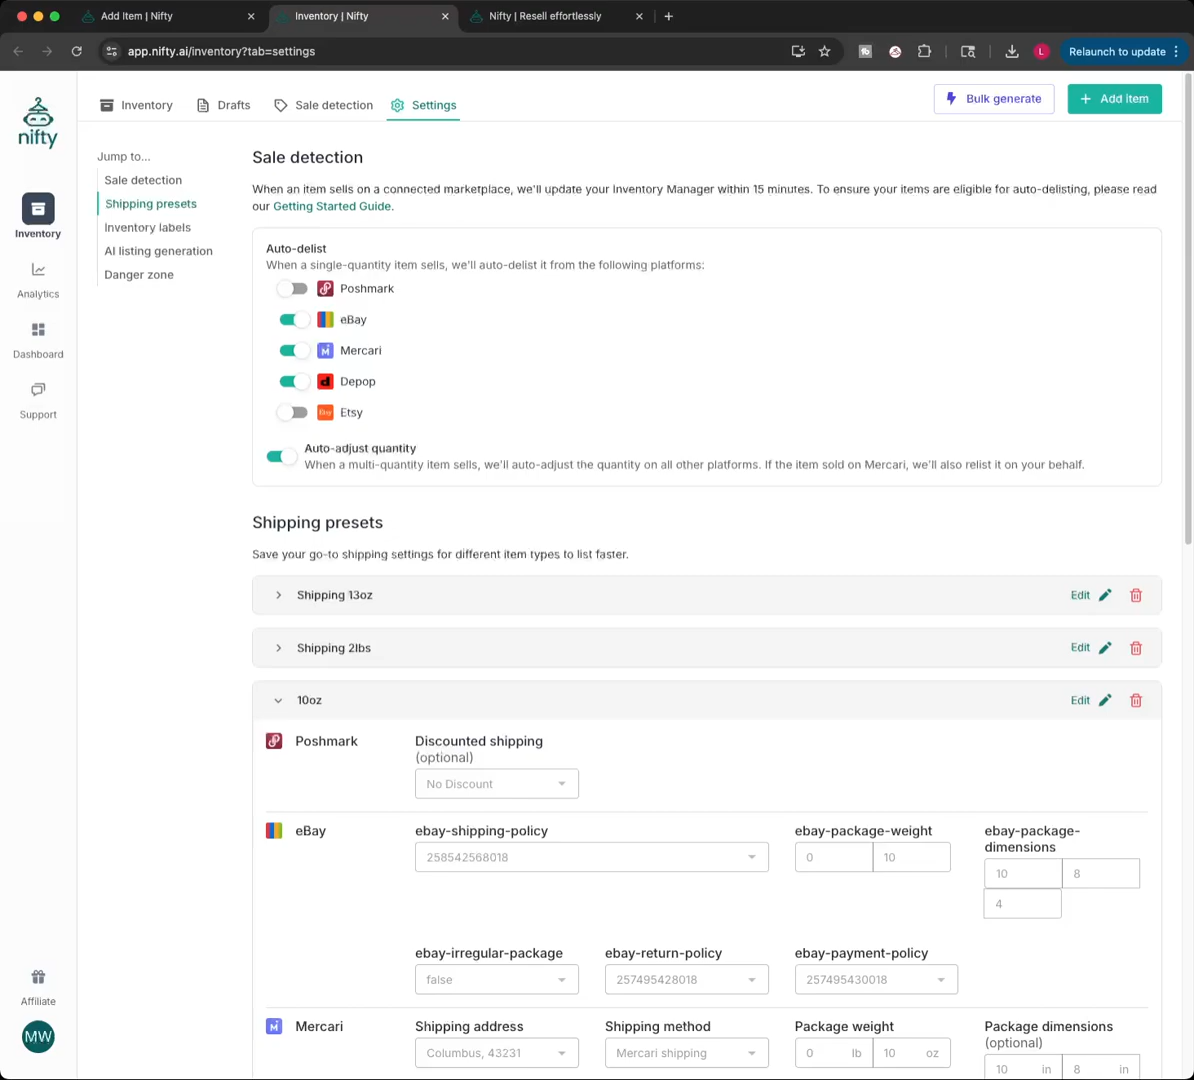 Add Item | Nifty
Inventory | Nifty
Nifty | Resell effortlessly
app.nifty.ai/inventory?tab=settings
L
Relaunch to update
nifty
Inventory
Analytics
Dashboard
Support
Affiliate
MW
Inventory
Drafts
Sale detection
Settings
Bulk generate
Add item
Jump to...
Sale detection
Shipping presets
Inventory labels
AI listing generation
Danger zone
Sale detection
When an item sells on a connected marketplace, we'll update your Inventory Manager within 15 minutes. To ensure your items are eligible for auto-delisting, please read
our Getting Started Guide.
Auto-delist
When a single-quantity item sells, we'll auto-delist it from the following platforms:
Poshmark
eBay
Mercari
Depop
Etsy
Auto-adjust quantity
When a multi-quantity item sells, we'll auto-adjust the quantity on all other platforms. If the item sold on Mercari, we'll also relist it on your behalf.
Shipping presets
Save your go-to shipping settings for different item types to list faster.
Shipping 13oz
Edit
Shipping 2lbs
Edit
10oz
Edit
Poshmark
Discounted shipping
(optional)
No Discount
eBay
ebay-shipping-policy
258542568018
ebay-package-weight
0
10
ebay-package-
dimensions
10
8
4
ebay-irregular-package
false
ebay-return-policy
257495428018
ebay-payment-policy
257495430018
Mercari
Shipping address
Columbus, 43231
Shipping method
Mercari shipping
Package weight
0 lb
10 oz
Package dimensions
(optional)
10 in
8 in